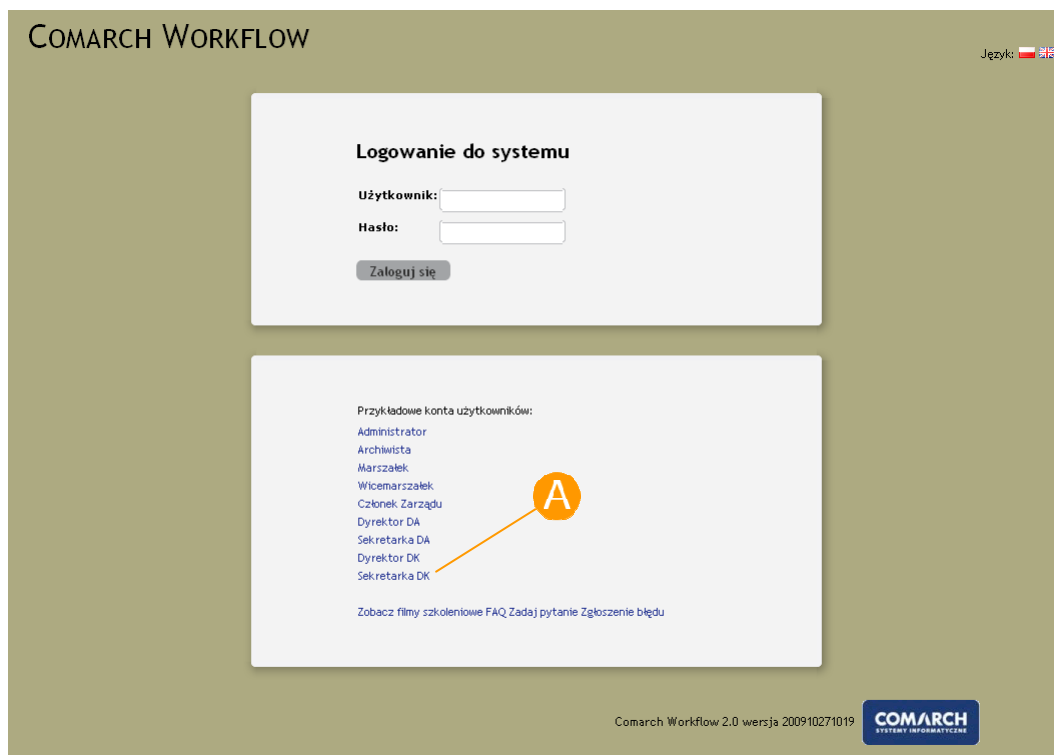 COMARCH WORKFLOW
Język:
Logowanie do systemu
Użytkownik:
Hasło:
Zaloguj się
Przykładowe konta użytkowników:
Administrator
Archiwista
Marszałek
Wicemarszałek
Członek Zarządu
A
Dyrektor DA
Sekretarka DA
Dyrektor DK
Sekretarka DK
Zobacz filmy szkoleniowe FAQ Zadaj pytanie Zgłoszenie błędu
Comarch Workflow 2.0 wersja 200910271019
COMARCH
SYSTEMY INFORMATYCZNE